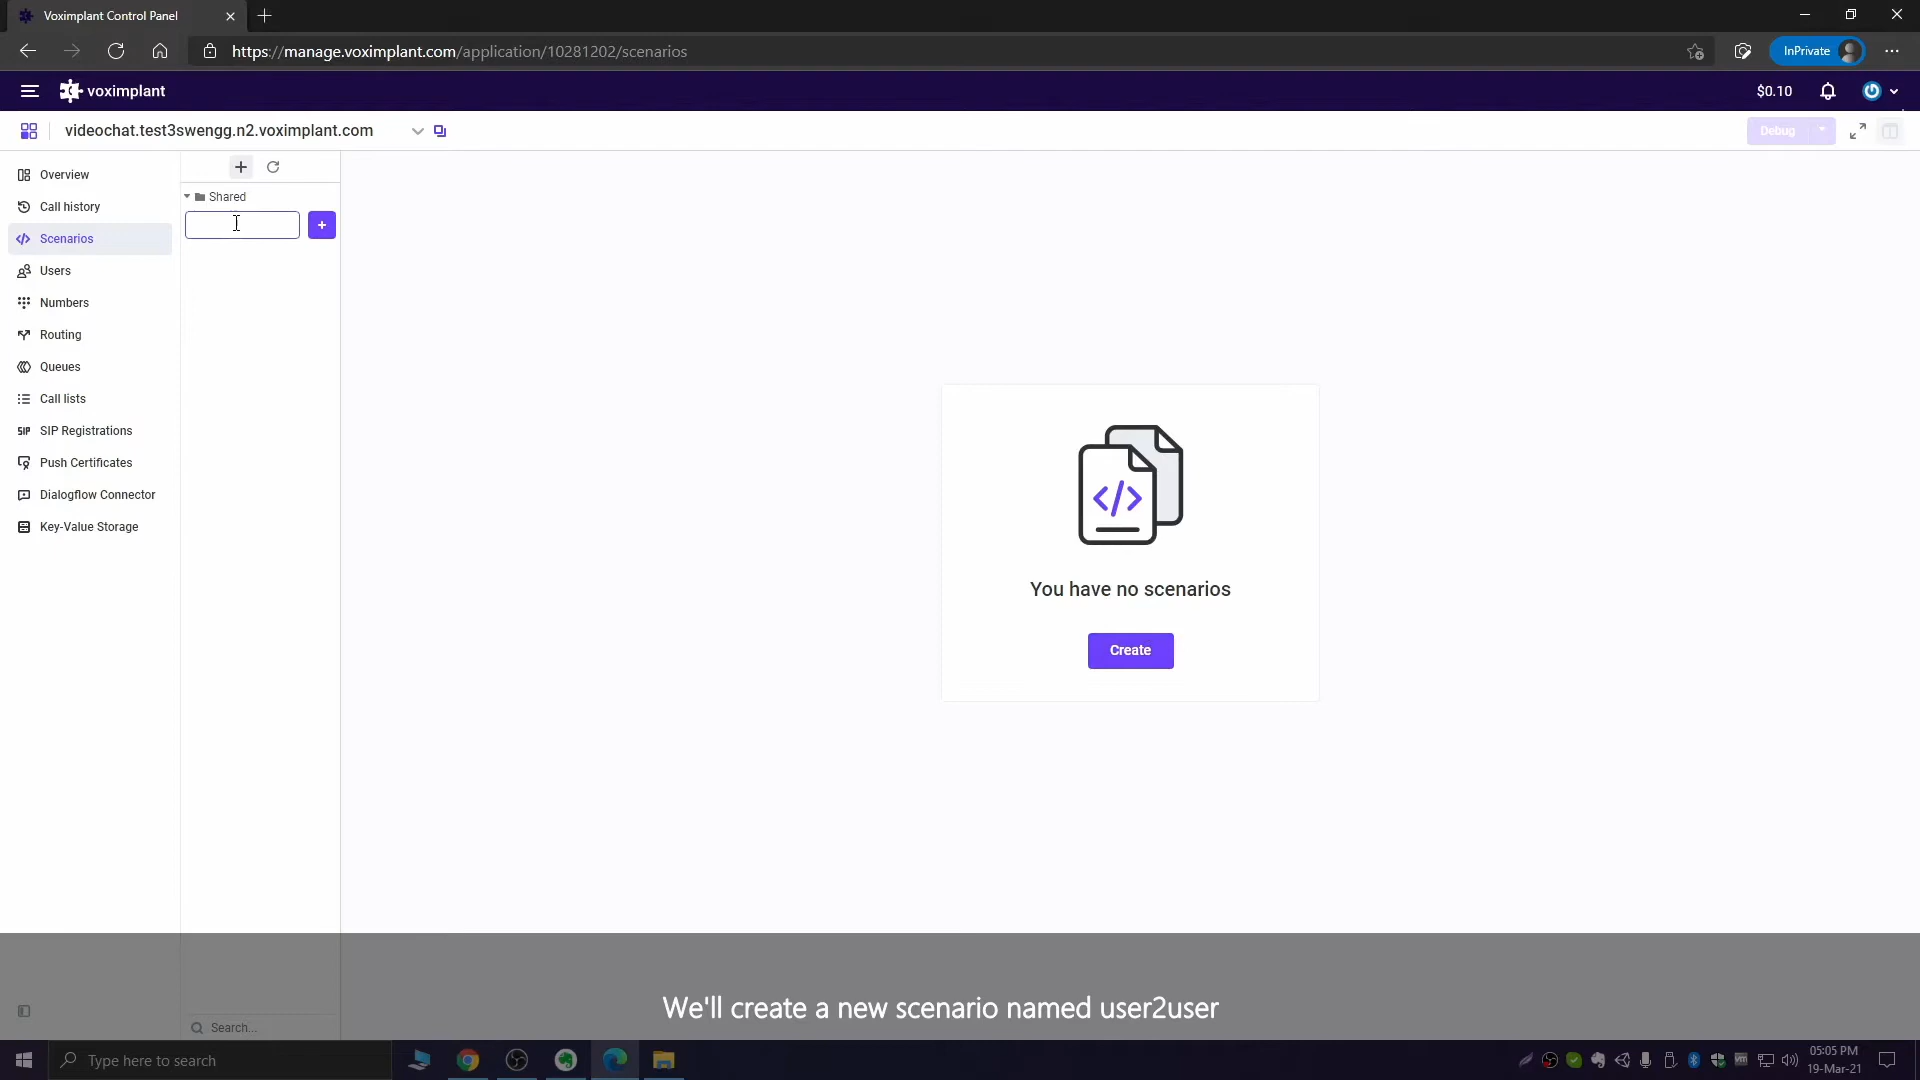 Voximplant Control Panel
https://manage.voximplant.com/application/10281202/scenarios
InPrivate
voximplant
$0.10
videochat.test3swengg.n2.voximplant.com
Debug
Overview
Call history
Scenarios
Users
Numbers
Routing
Queues
Call lists
SIP
SIP Registrations
Push Certificates
Dialogflow Connector
Key-Value Storage
Shared
You have no scenarios
Create
We'll create a new scenario named user2user
Search...
Type here to search
05:05 PM
19-Mar-21